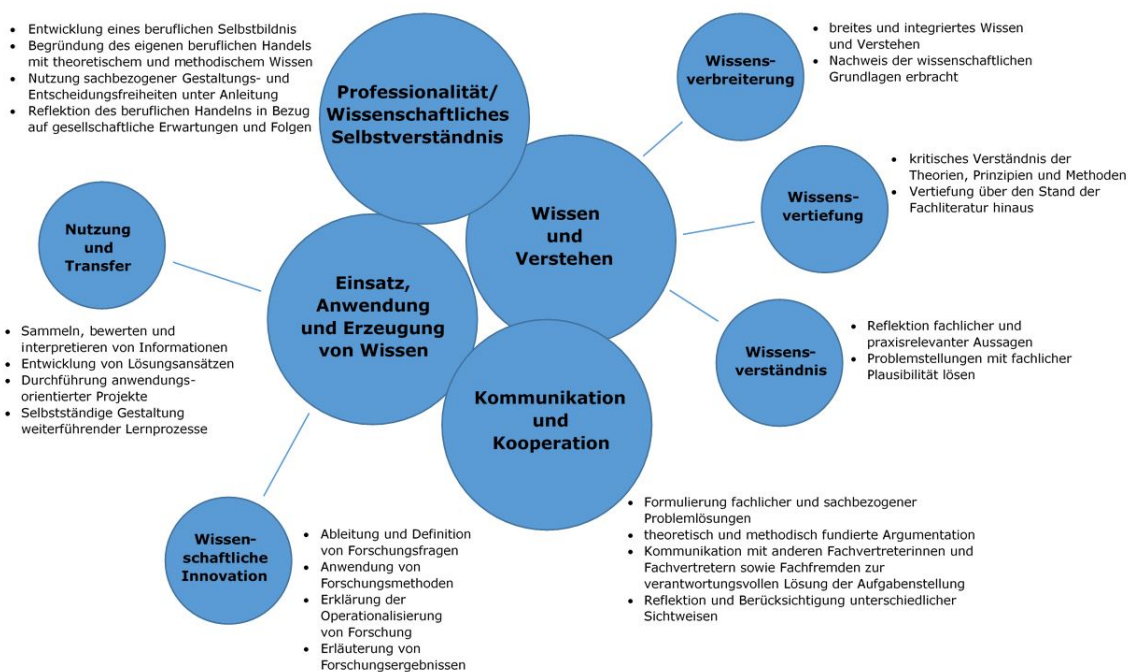 • Entwicklung eines beruflichen Selbstbildnis
• Begründung des eigenen beruflichen Handels
mit theoretischem und methodischem Wissen
• Nutzung sachbezogener Gestaltungs- und
Entscheidungsfreiheiten unter Anleitung
• Reflektion des beruflichen Handelns in Bezug
auf gesellschaftliche Erwartungen und Folgen
Professionalität/
Wissenschaftliches
Selbstverständnis
Wissens-
verbreiterung
• breites und integriertes Wissen
und Verstehen
• Nachweis der wissenschaftlichen
Grundlagen erbracht
Wissen
und
Verstehen
Wissens-
vertiefung
• kritisches Verständnis der
Theorien, Prinzipien und Methoden
• Vertiefung über den Stand der
Fachliteratur hinaus
Wissens-
verständnis
• Reflektion fachlicher und
praxisrelevanter Aussagen
• Problemstellungen mit fachlicher
Plausibilität lösen
Nutzung
und
Transfer
• Sammeln, bewerten und
interpretieren von Informationen
• Entwicklung von Lösungsansätzen
• Durchführung anwendungs-
orientierter Projekte
• Selbstständige Gestaltung
weiterführender Lernprozesse
Einsatz,
Anwendung
und Erzeugung
von Wissen
Kommunikation
und
Kooperation
• Formulierung fachlicher und sachbezogener
Problemlösungen
• theoretisch und methodisch fundierte Argumentation
• Kommunikation mit anderen Fachvertreterinnen und
Fachvertretern sowie Fachfremden zur
verantwortungsvollen Lösung der Aufgabenstellung
• Reflektion und Berücksichtigung unterschiedlicher
Sichtweisen
Wissen-
schaftliche
Innovation
• Ableitung und Definition
von Forschungsfragen
• Anwendung von
Forschungsmethoden
• Erklärung der
Operationalisierung
von Forschung
• Erläuterung von
Forschungsergebnissen